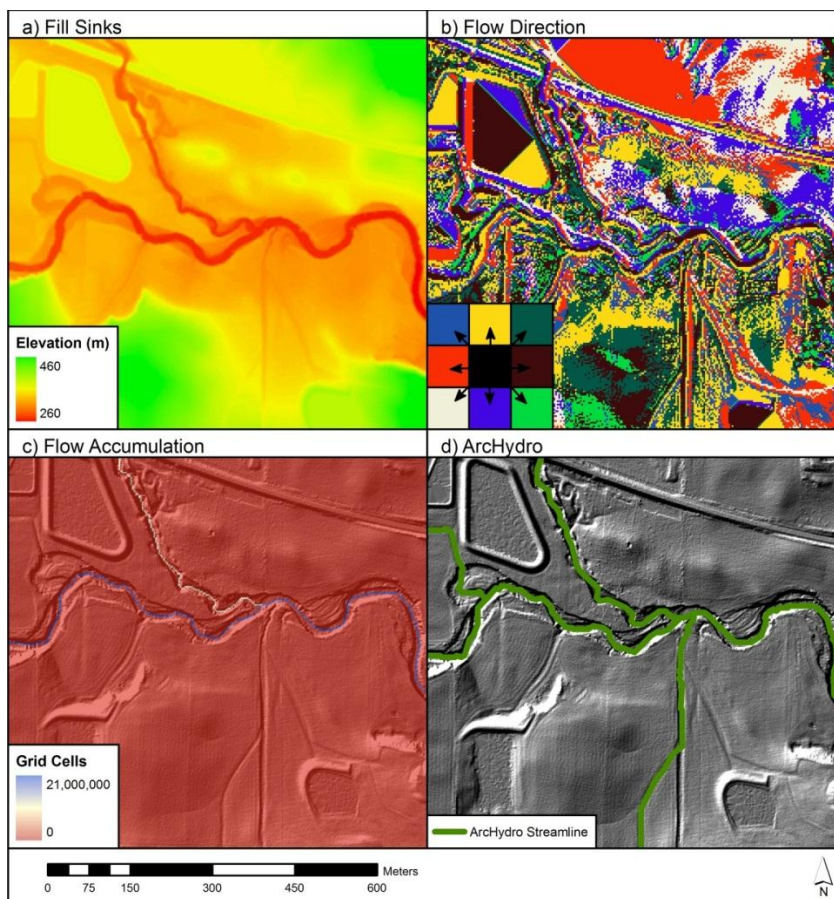 a) Fill Sinks
b) Flow Direction
Elevation (m)
460
260
c) Flow Accumulation
d) ArcHydro
Grid Cells
21,000,000
0
ArcHydro Streamline
Meters
0 75 150 300 450 600
N